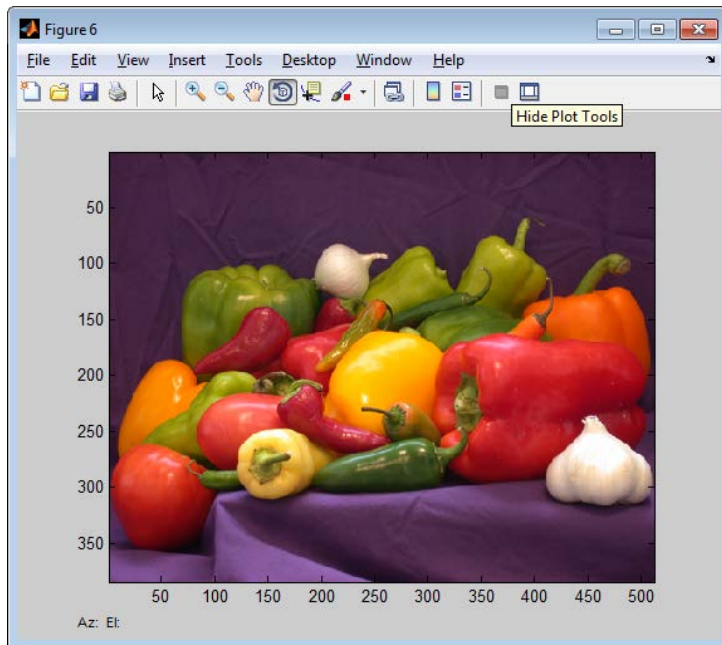 Figure 6
File Edit View Insert Tools Desktop Window Help
Hide Plot Tools
50
100
150
200
250
300
350
50 100 150 200 250 300 350 400 450 500
Az: El: